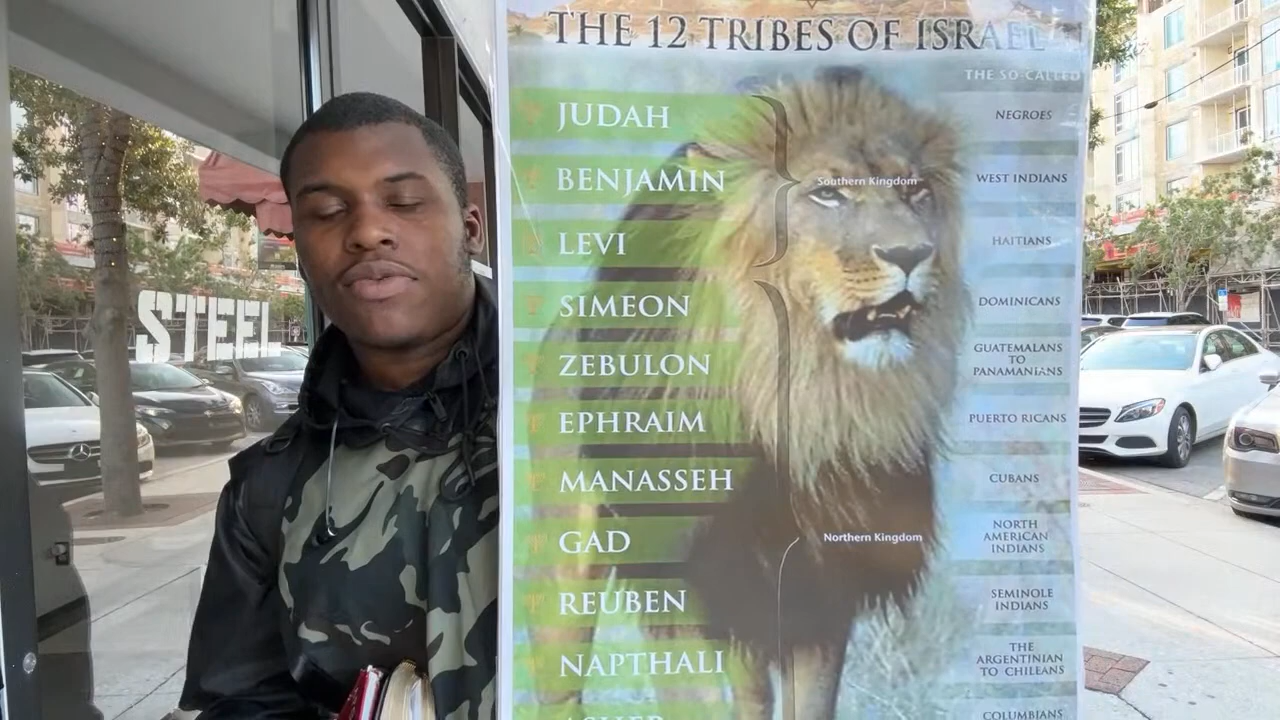 THE 12 TRIBES OF ISRAEL
THE SO-CALLED
JUDAH
NEGROES
BENJAMIN
Southern Kingdom
WEST INDIANS
LEVI
HAITIANS
SIMEON
DOMINICANS
ZEBULON
GUATEMALANS
TO
PANAMANIANS
EPHRAIM
PUERTO RICANS
MANASSEH
CUBANS
GAD
Northern Kingdom
NORTH
AMERICAN
INDIANS
REUBEN
SEMINOLE
INDIANS
NAPTHALI
THE
ARGENTINIAN
TO CHILEANS
ASHER
COLUMBIANS
STEEL